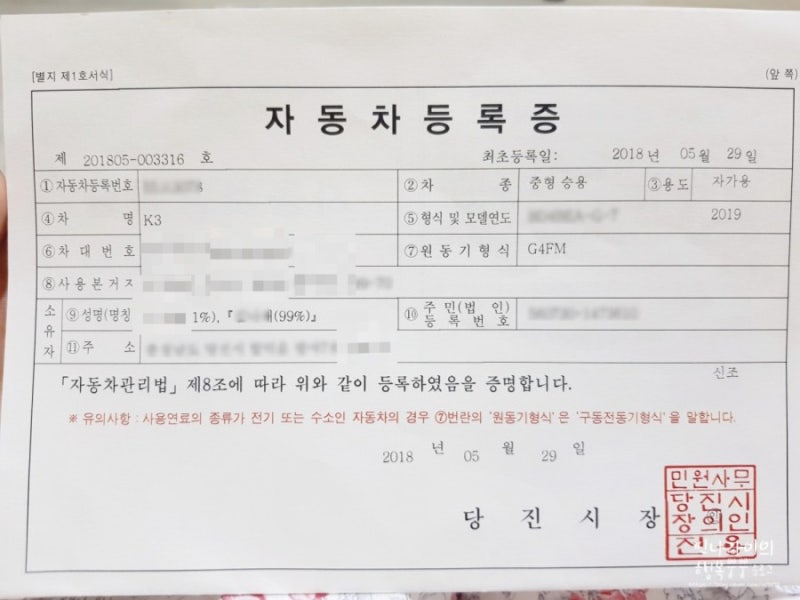 [별지 제1호서식]
(앞 쪽)
자 동 차 등 록 증
제 201805-003316 호
최초등록일: 2018 년 05 월 29 일
① 자동차등록번호
② 차 종 중형 승용
③ 용도 자가용
④ 차 명 K3
⑤ 형식 및 모델연도 2019
⑥ 차 대 번 호
⑦ 원 동 기 형 식 G4FM
⑧ 사 용 본 거 지
소유자
⑨ 성명(명칭 1%),『 (99%)』
⑩ 주 민 (법 인) 등 록 번 호
⑪ 주 소
「자동차관리법」 제8조에 따라 위와 같이 등록하였음을 증명합니다.
신조
※ 유의사항 : 사용연료의 종류가 전기 또는 수소인 자동차의 경우 ⑦번란의 '원동기형식' 은 '구동전동기형식' 을 말합니다.
2018 년 05 월 29 일
당 진 시 장
민원사무
당진시
장의인
전용